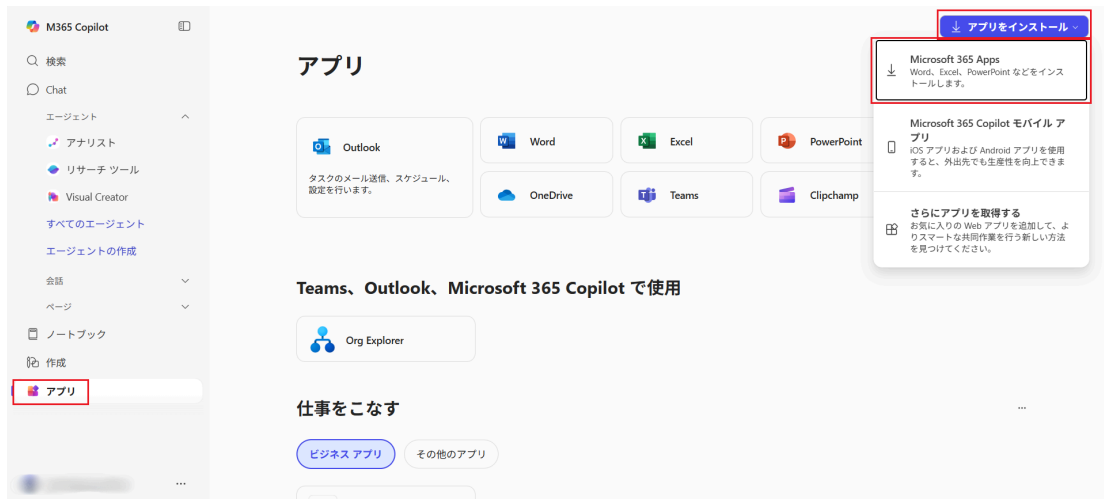 M365 Copilot
検索
Chat
エージェント
アナリスト
リサーチ ツール
Visual Creator
すべてのエージェント
エージェントの作成
会話
ページ
ノートブック
作成
アプリ
...
アプリをインストール
Microsoft 365 Apps
Word、Excel、PowerPoint などをインス
トールします。
Microsoft 365 Copilot モバイル ア
プリ
iOS アプリおよび Android アプリを使用
すると、外出先でも生産性を向上できま
す。
さらにアプリを取得する
お気に入りの Web アプリを追加して、よ
りスマートな共同作業を行う新しい方法
を見つけてください。
アプリ
Outlook
タスクのメール送信、スケジュール、
設定を行います。
Word
Excel
PowerPoint
OneDrive
Teams
Clipchamp
Teams、Outlook、Microsoft 365 Copilot で使用
Org Explorer
仕事をこなす
...
ビジネス アプリ
その他のアプリ